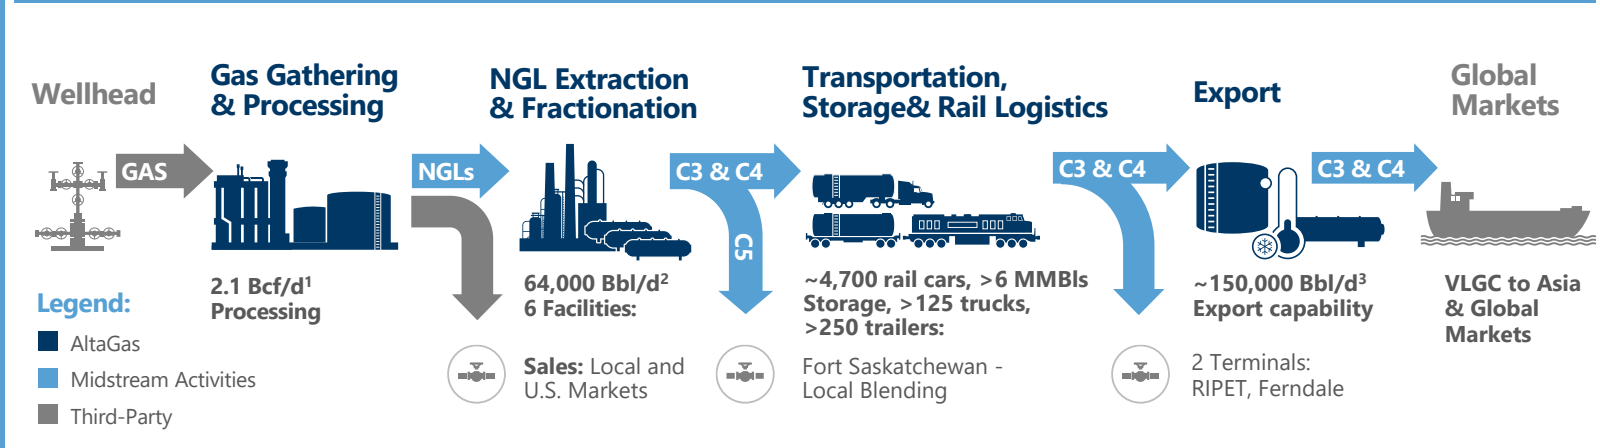 Wellhead
Gas Gathering
& Processing
NGL Extraction
& Fractionation
Transportation,
Storage& Rail Logistics
Export
Global
Markets
GAS
NGLs
C3 & C4
C5
C3 & C4
C3 & C4
2.1 Bcf/d¹
Processing
64,000 Bbl/d²
6 Facilities:
~4,700 rail cars, >6 MMBls
Storage, >125 trucks,
>250 trailers:
~150,000 Bbl/d³
Export capability
VLGC to Asia
& Global
Markets
Legend:
AltaGas
Midstream Activities
Third-Party
Sales: Local and
U.S. Markets
Fort Saskatchewan -
Local Blending
2 Terminals:
RIPET, Ferndale